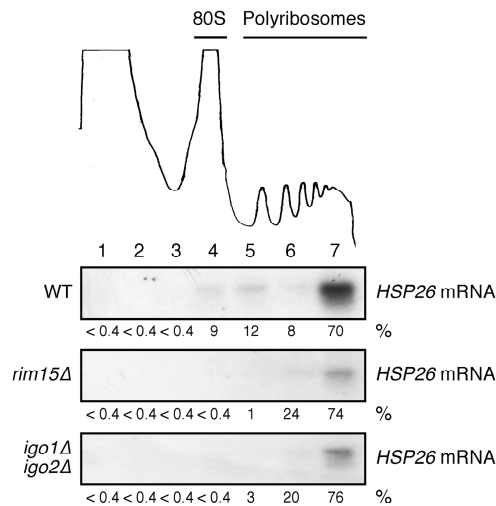 80S Polyribosomes
1 2 3 4 5 6 7
WT HSP26 mRNA
< 0.4 < 0.4 < 0.4 9 12 8 70 %
rim15Δ HSP26 mRNA
< 0.4 < 0.4 < 0.4 < 0.4 1 24 74 %
igo1Δ
igo2Δ HSP26 mRNA
< 0.4 < 0.4 < 0.4 < 0.4 3 20 76 %